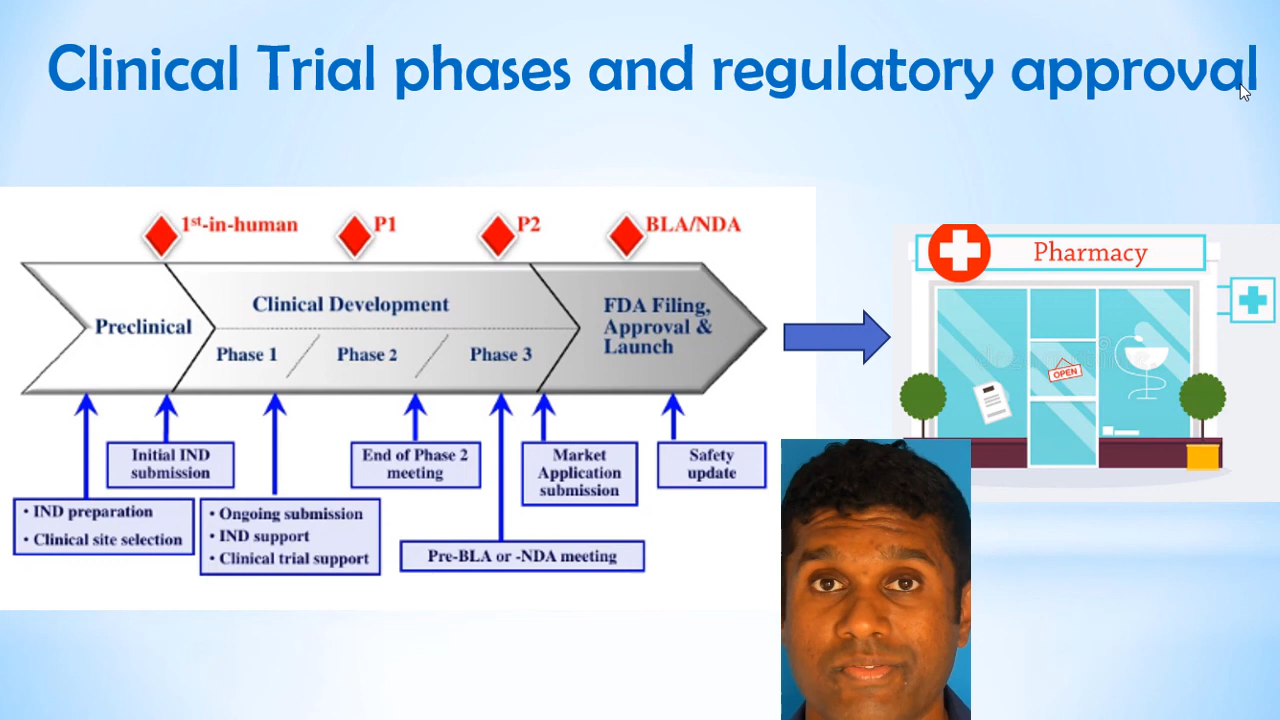 Clinical Trial phases and regulatory approval
1st-in-human
P1
P2
BLA/NDA
Preclinical
Clinical Development
Phase 1
Phase 2
Phase 3
FDA Filing,
Approval &
Launch
Initial IND
submission
• IND preparation
• Clinical site selection
• Ongoing submission
• IND support
• Clinical trial support
End of Phase 2
meeting
Pre-BLA or -NDA meeting
Market
Application
submission
Safety
update
Pharmacy
OPEN